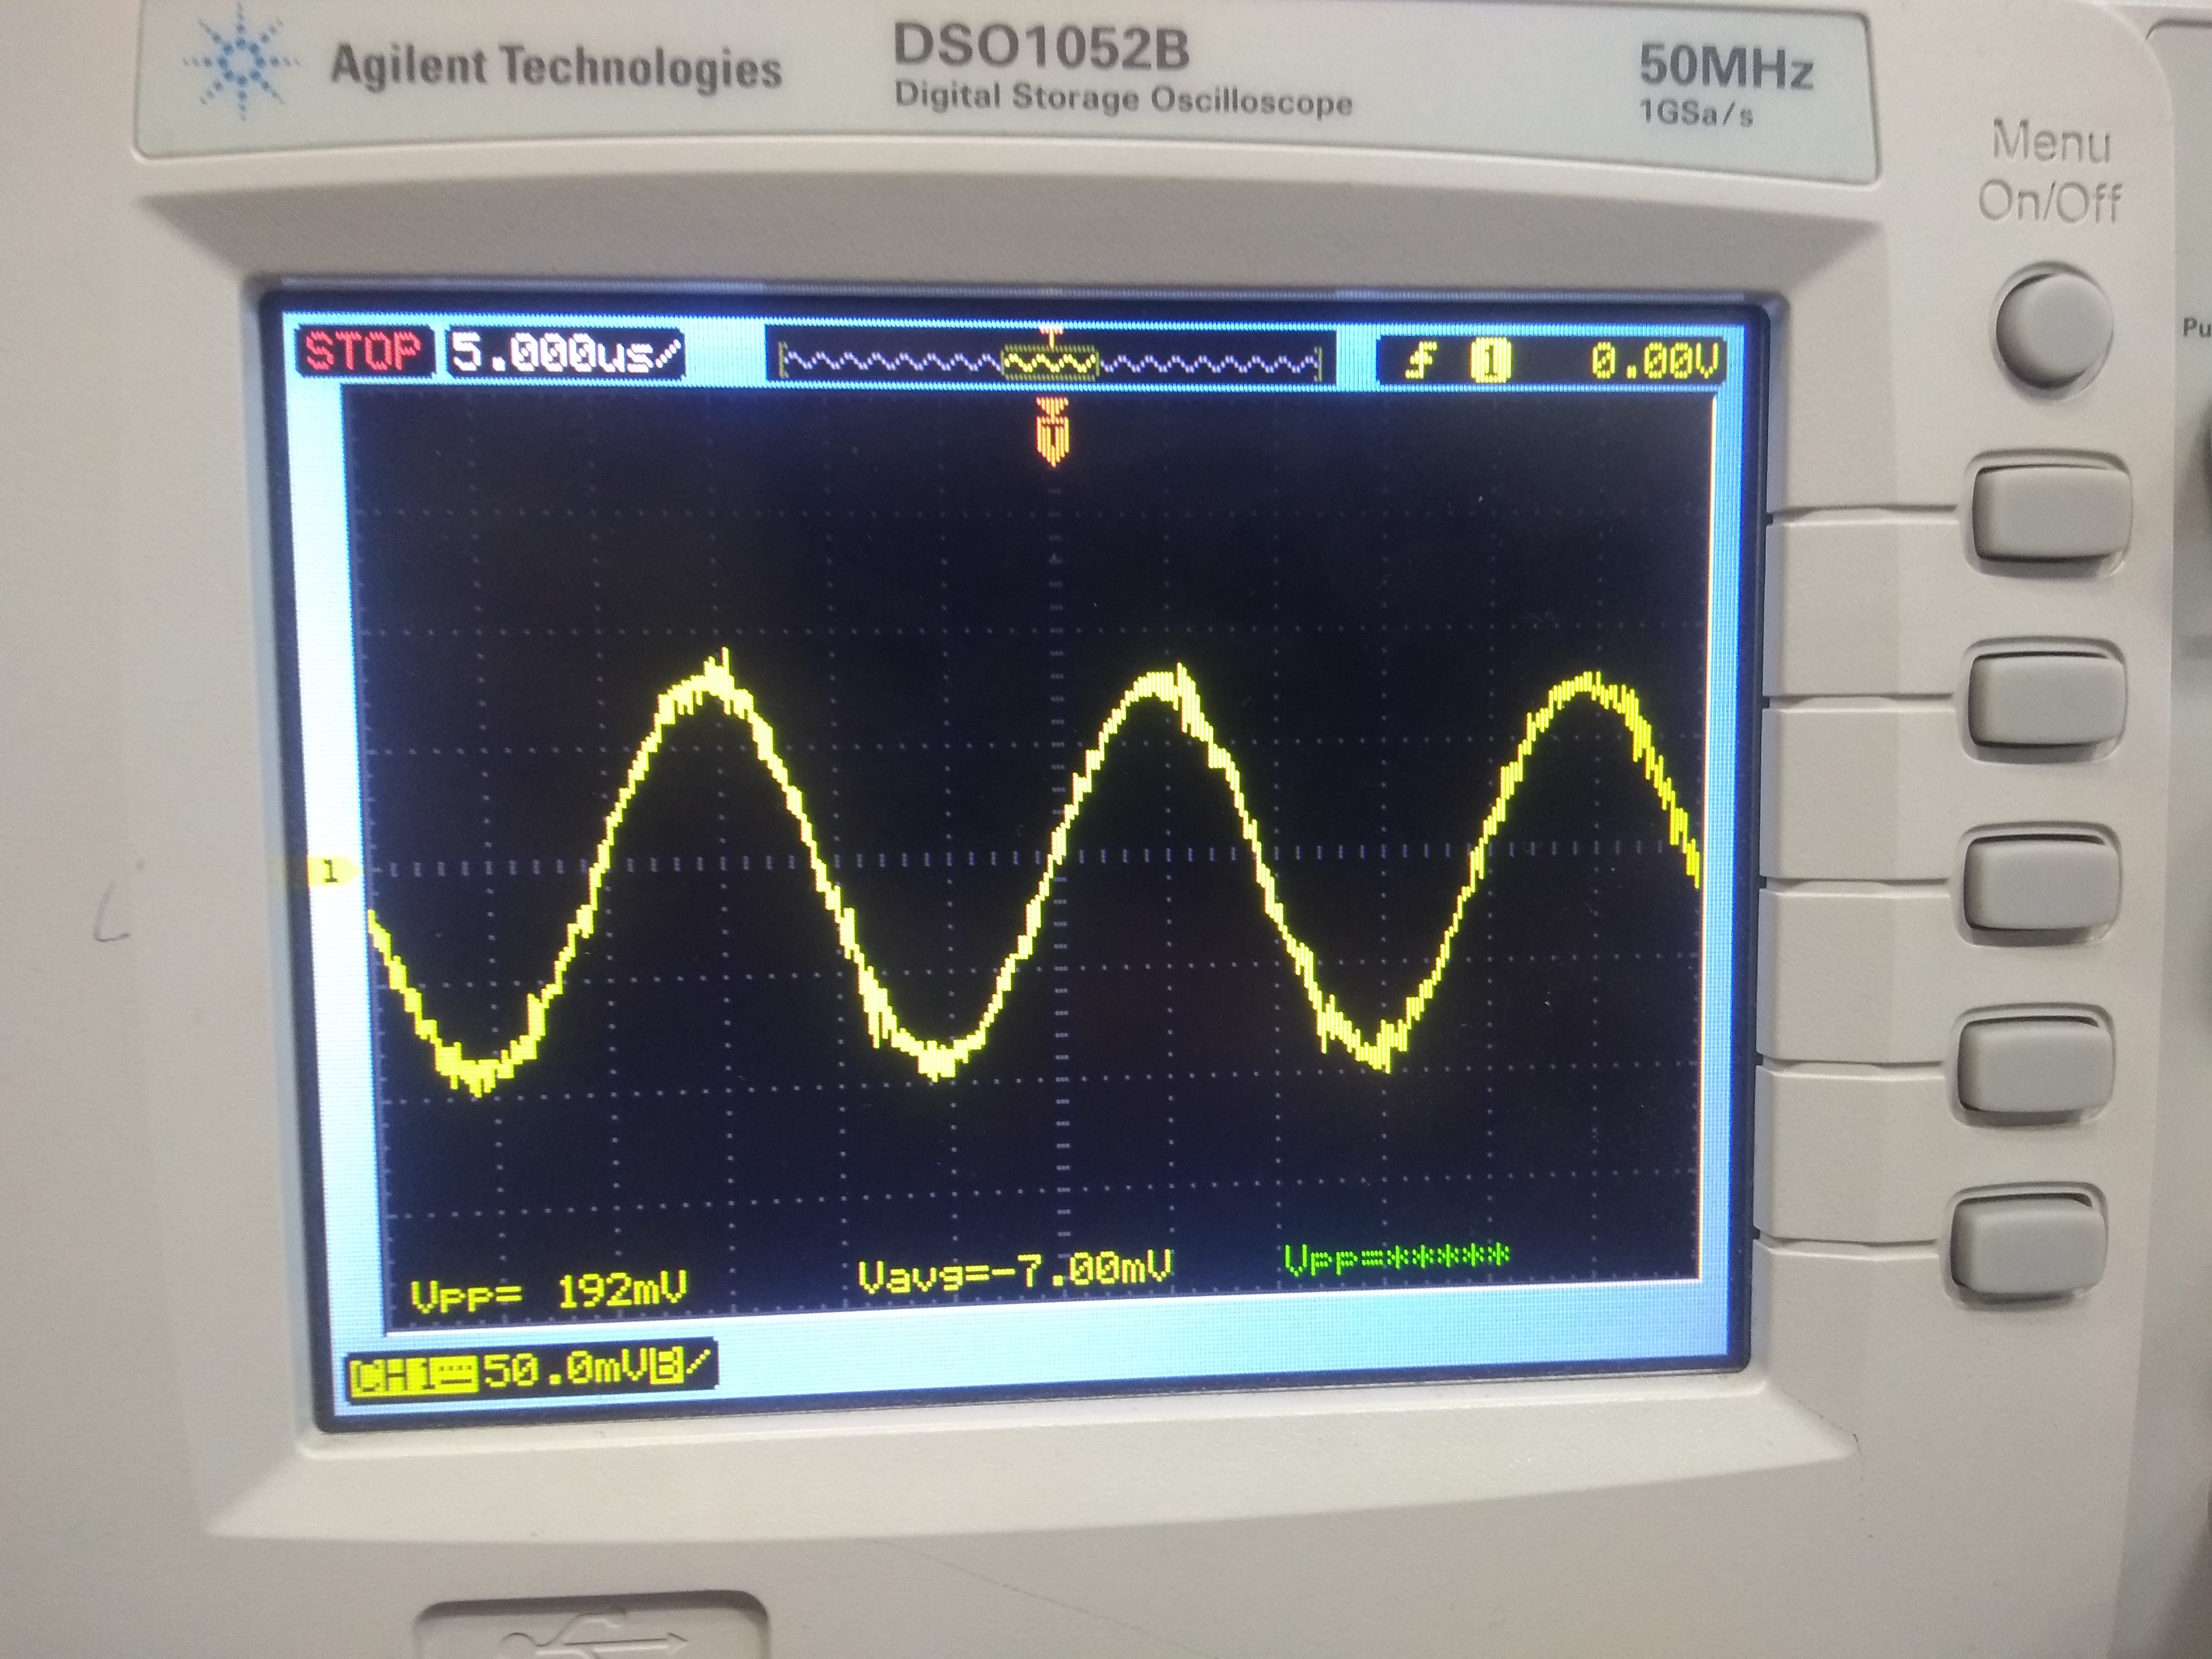 Agilent Technologies
DSO1052B
Digital Storage Oscilloscope
50MHz
1GSa/s
Menu
On/Off
Pu
STOP 5.000us/
1 0.00V
T
1
Vpp= 192mV Vavg=-7.00mV Vpp=*****
CH1 50.0mVB/